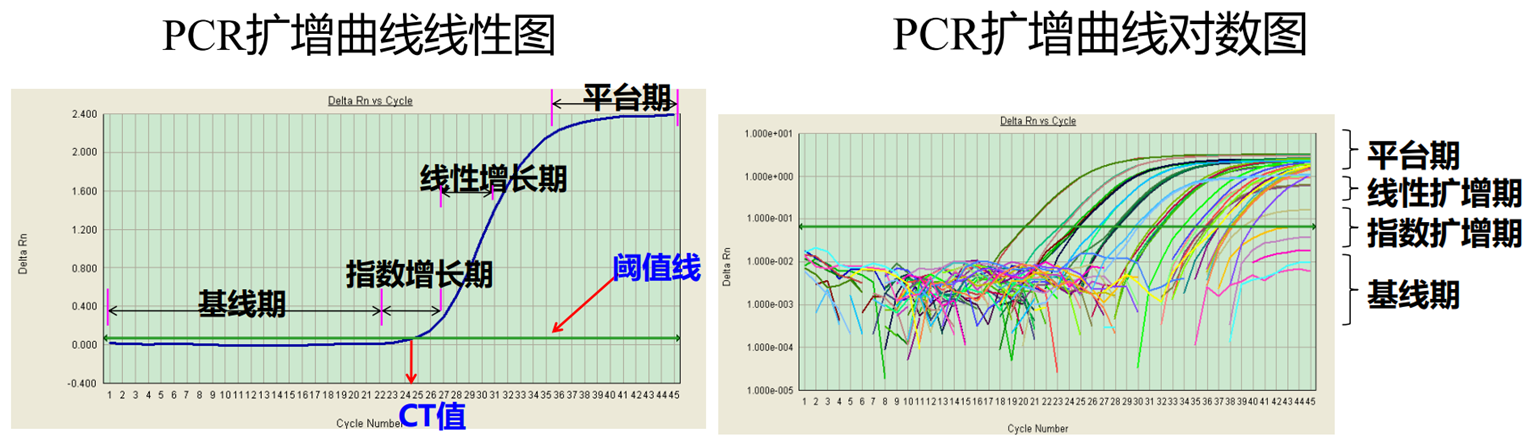 PCR扩增曲线线性图
Delta Rn vs Cycle
平台期
线性增长期
指数增长期
基线期
阈值线
CT值
Delta Rn
2.400
2.000
1.600
1.200
0.800
0.400
0.000
-0.400
1 2 3 4 5 6 7 8 9 10 11 12 13 14 15 16 17 18 19 20 21 22 23 24 25 26 27 28 29 30 31 32 33 34 35 36 37 38 39 40 41 42 43 44 45
Cycle Number
PCR扩增曲线对数图
Delta Rn vs Cycle
平台期
线性扩增期
指数扩增期
基线期
Delta Rn
1.000e+001
1.000e+000
1.000e-001
1.000e-002
1.000e-003
1.000e-004
1.000e-005
1 2 3 4 5 6 7 8 9 10 11 12 13 14 15 16 17 18 19 20 21 22 23 24 25 26 27 28 29 30 31 32 33 34 35 36 37 38 39 40 41 42 43 44 45
Cycle Number